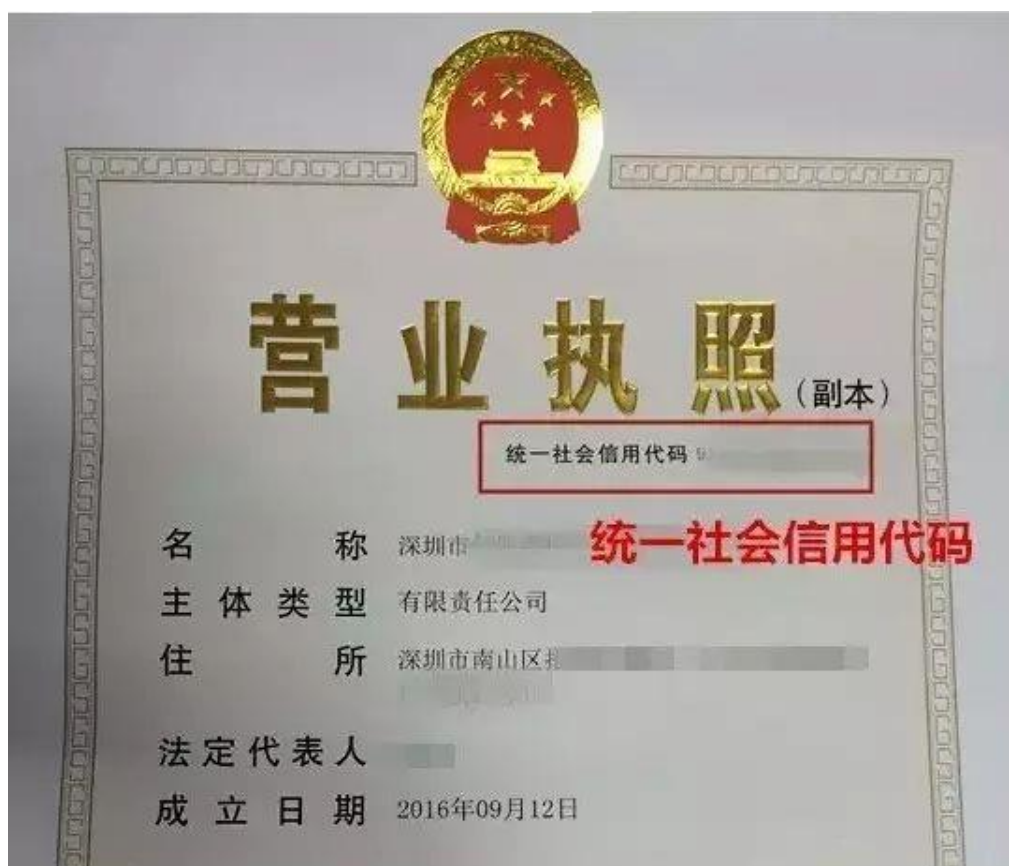 营业执照(副本)
统一社会信用代码 9
统一社会信用代码
名称 深圳市
主体类型 有限责任公司
住所 深圳市南山区
法定代表人
成立日期 2016年09月12日